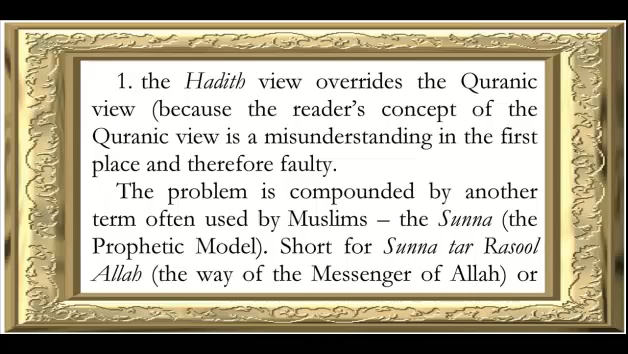 1. the Hadith view overrides the Quranic
view (because the reader's concept of the
Quranic view is a misunderstanding in the first
place and therefore faulty.
The problem is compounded by another
term often used by Muslims – the Sunna (the
Prophetic Model). Short for Sunna tar Rasool
Allah (the way of the Messenger of Allah) or